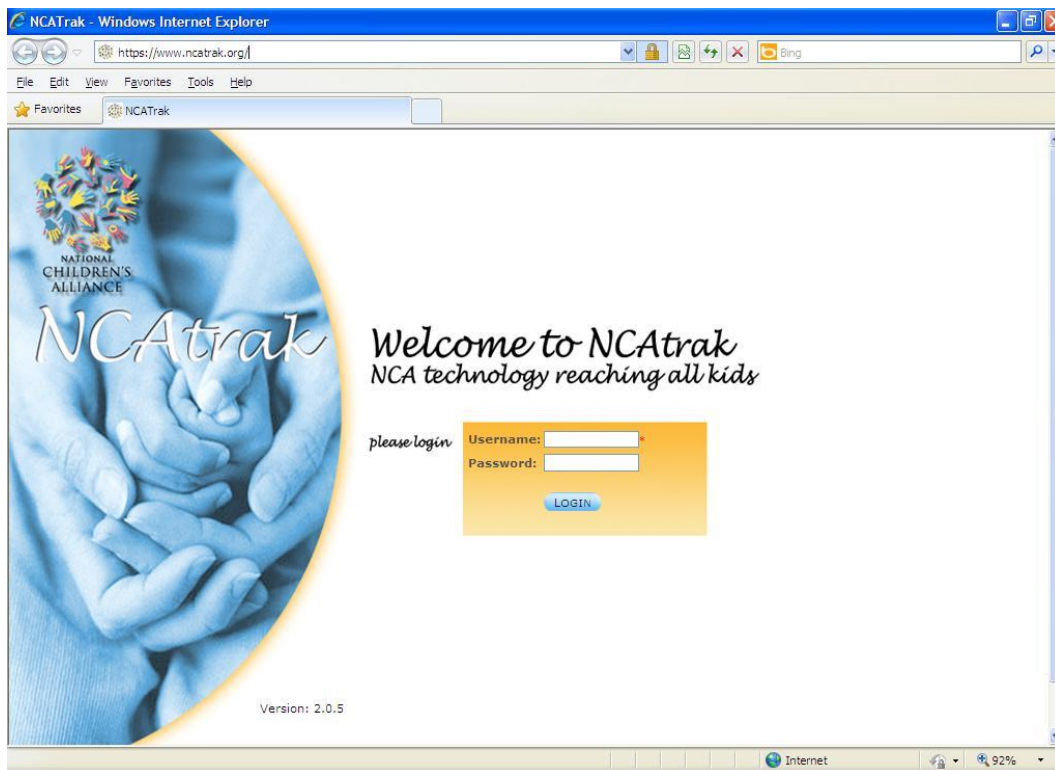 NCATrak - Windows Internet Explorer
https://www.ncatrak.org/
Bing
File Edit View Favorites Tools Help
Favorites NCATrak
NATIONAL
CHILDREN'S
ALLIANCE
NCAtrak
Welcome to NCAtrak
NCA technology reaching all kids
please login
Username: *
Password:
LOGIN
Version: 2.0.5
Internet 92%